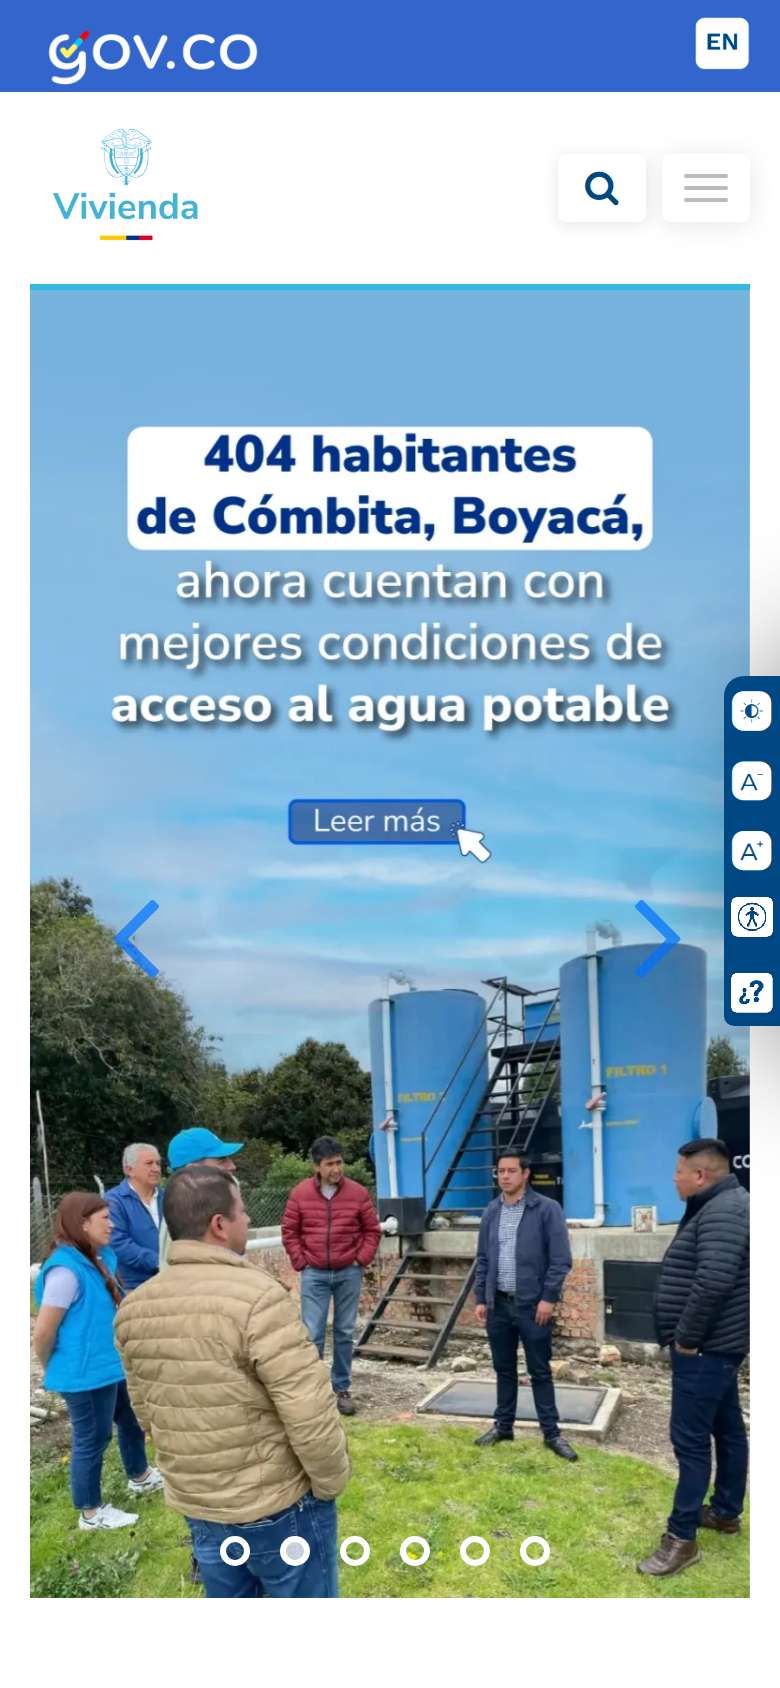 gov.co
EN
Vivienda
404 habitantes
de Cómbita, Boyacá,
ahora cuentan con
mejores condiciones de
acceso al agua potable
Leer más
A-
A+
¿?
FILTRO 1
CO